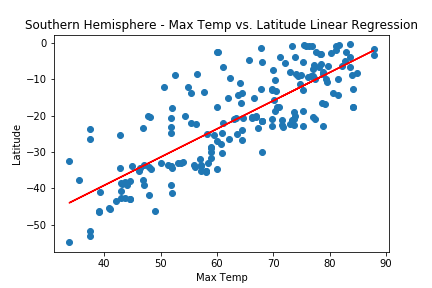 Southern Hemisphere - Max Temp vs. Latitude Linear Regression
0
−10
−20
−30
−40
−50
Latitude
40 50 60 70 80 90
Max Temp